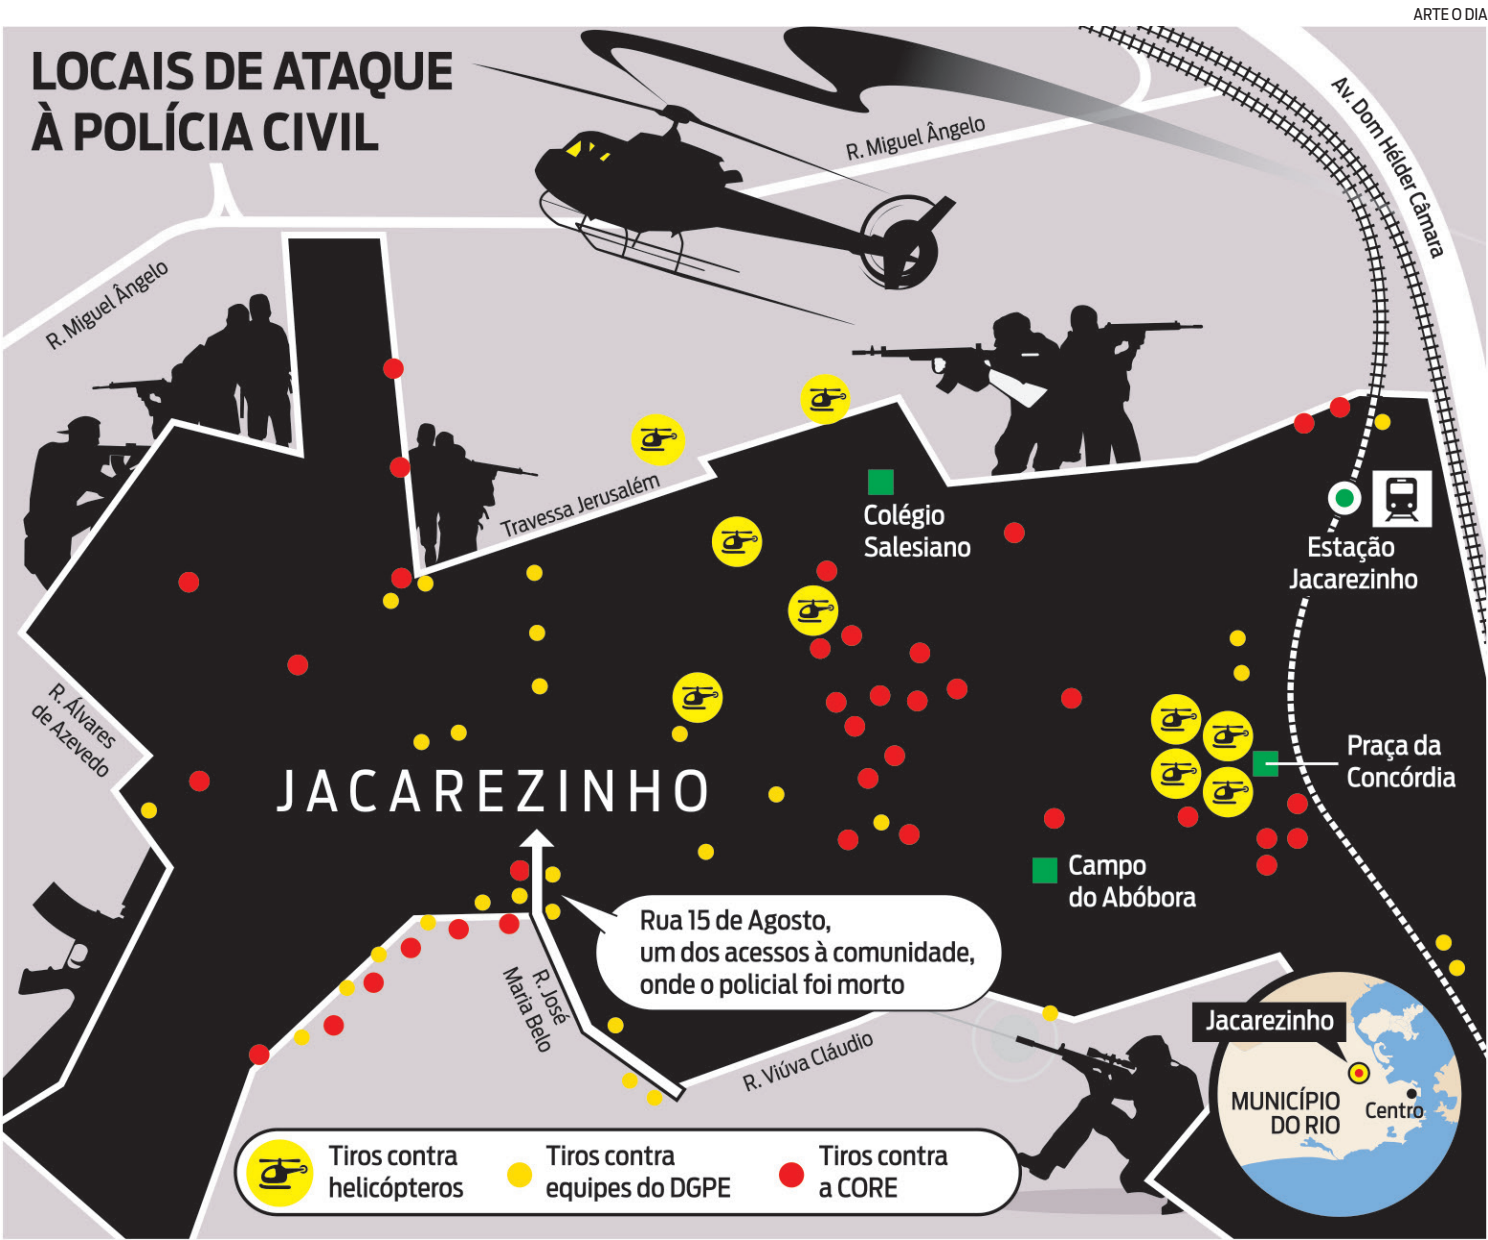 ARTE O DIA
LOCAIS DE ATAQUE
À POLÍCIA CIVIL
R. Miguel Ângelo
Av. Dom Hélder Câmara
R. Miguel Ângelo
Travessa Jerusalém
Colégio
Salesiano
Estação
Jacarezinho
R. Álvares
de Azevedo
Praça da
Concórdia
JACAREZINHO
Campo
do Abóbora
Rua 15 de Agosto,
um dos acessos à comunidade,
onde o policial foi morto
R. José
Maria Belo
R. Viúva Cláudio
Jacarezinho
MUNICÍPIO
DO RIO
Centro
Tiros contra
helicópteros
Tiros contra
equipes do DGPE
Tiros contra
a CORE